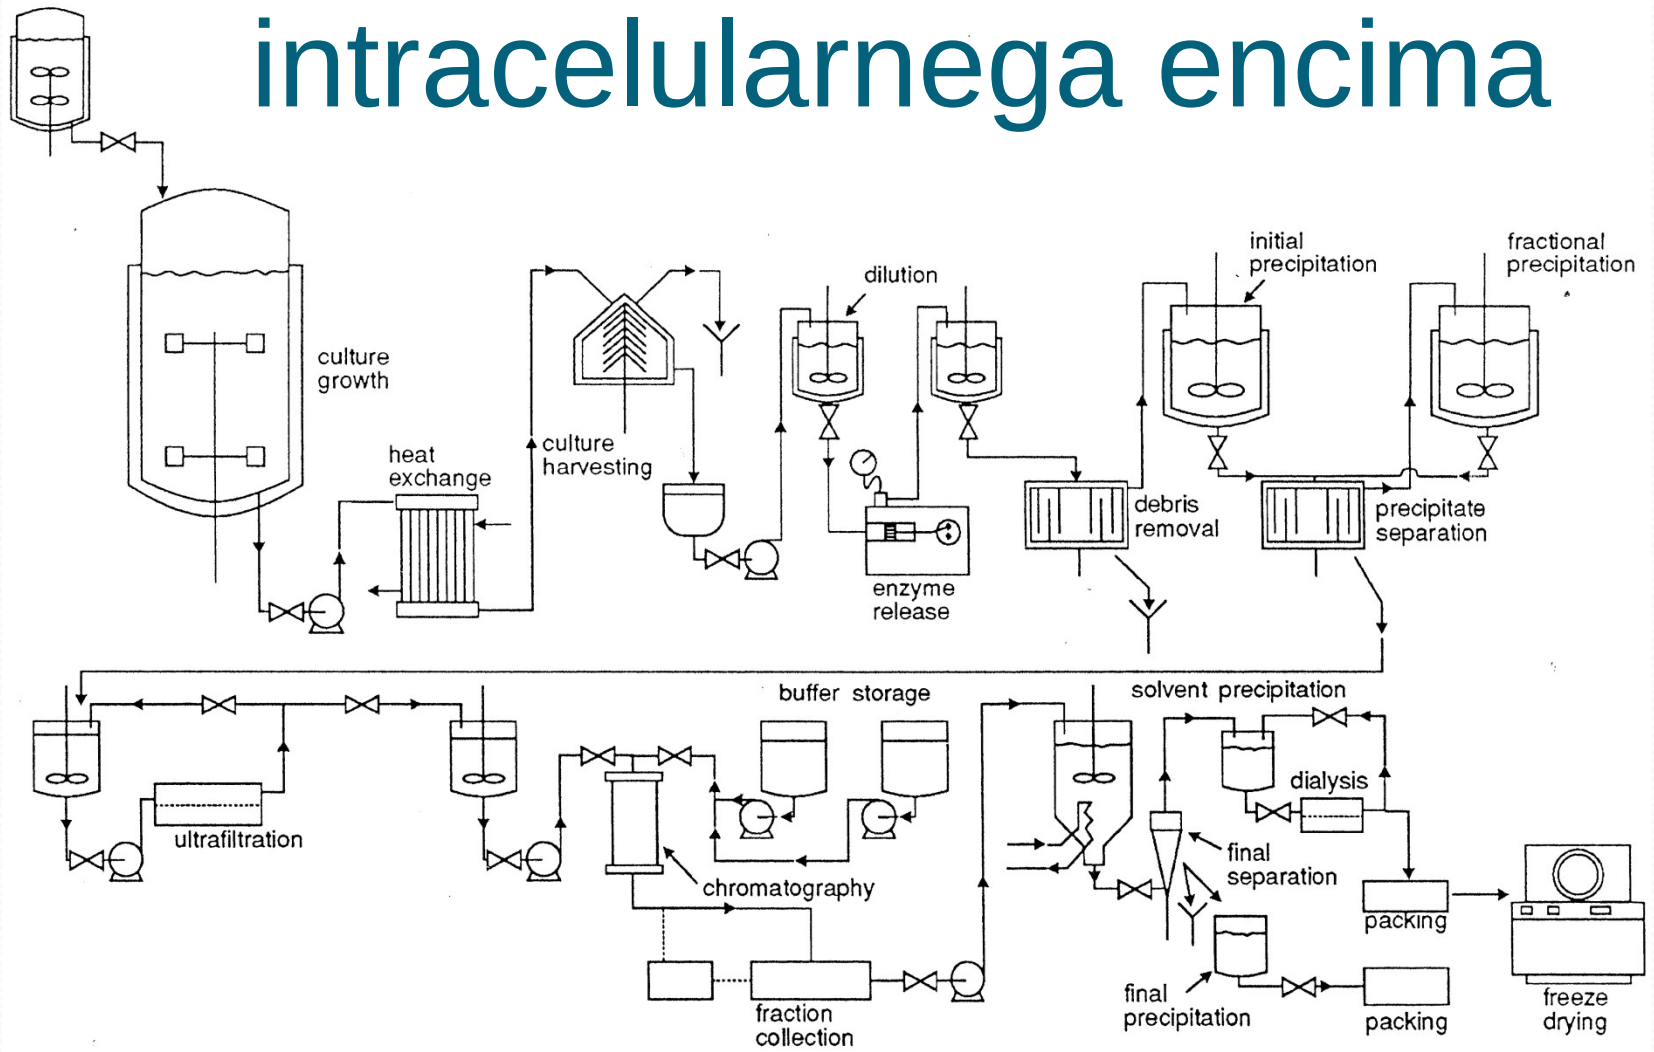 intracelularnega encima
initial
precipitation
fractional
precipitation
dilution
culture
growth
heat
exchange
culture
harvesting
debris
removal
precipitate
separation
enzyme
release
buffer storage
solvent precipitation
ultrafiltration
dialysis
final
separation
chromatography
packing
final
precipitation
packing
freeze
drying
fraction
collection